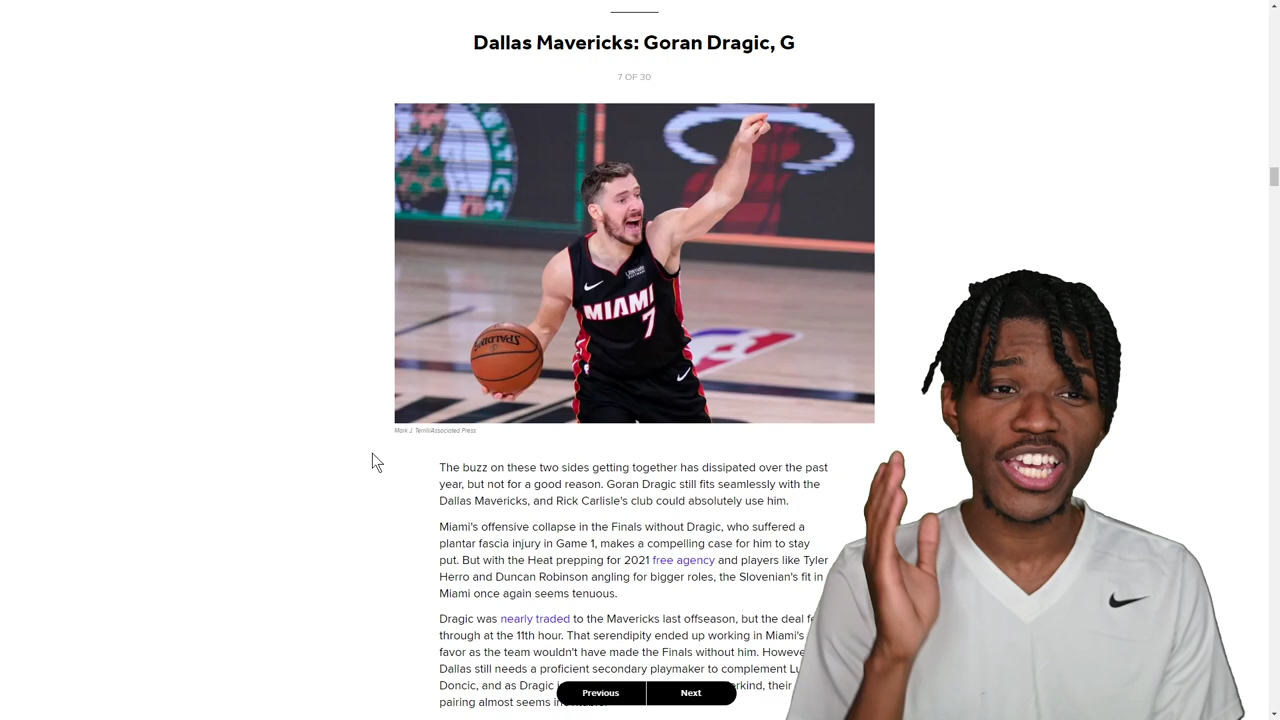 Dallas Mavericks: Goran Dragic, G
7 OF 30
CELTICS
MIAMI
7
SPALDING
Mark J. Terrill/Associated Press
The buzz on these two sides getting together has dissipated over the past
year, but not for a good reason. Goran Dragic still fits seamlessly with the
Dallas Mavericks, and Rick Carlisle's club could absolutely use him.
Miami's offensive collapse in the Finals without Dragic, who suffered a
plantar fascia injury in Game 1, makes a compelling case for him to stay
put. But with the Heat prepping for 2021 free agency and players like Tyler
Herro and Duncan Robinson angling for bigger roles, the Slovenian's fit in
Miami once again seems tenuous.
Dragic was nearly traded to the Mavericks last offseason, but the deal
through at the 11th hour. That serendipity ended up working in Miami's
favor as the team wouldn't have made the Finals without him.
Dallas still needs a proficient secondary playmaker to complement
Doncic, and as Dragic their
pairing almost seems
Previous
Next